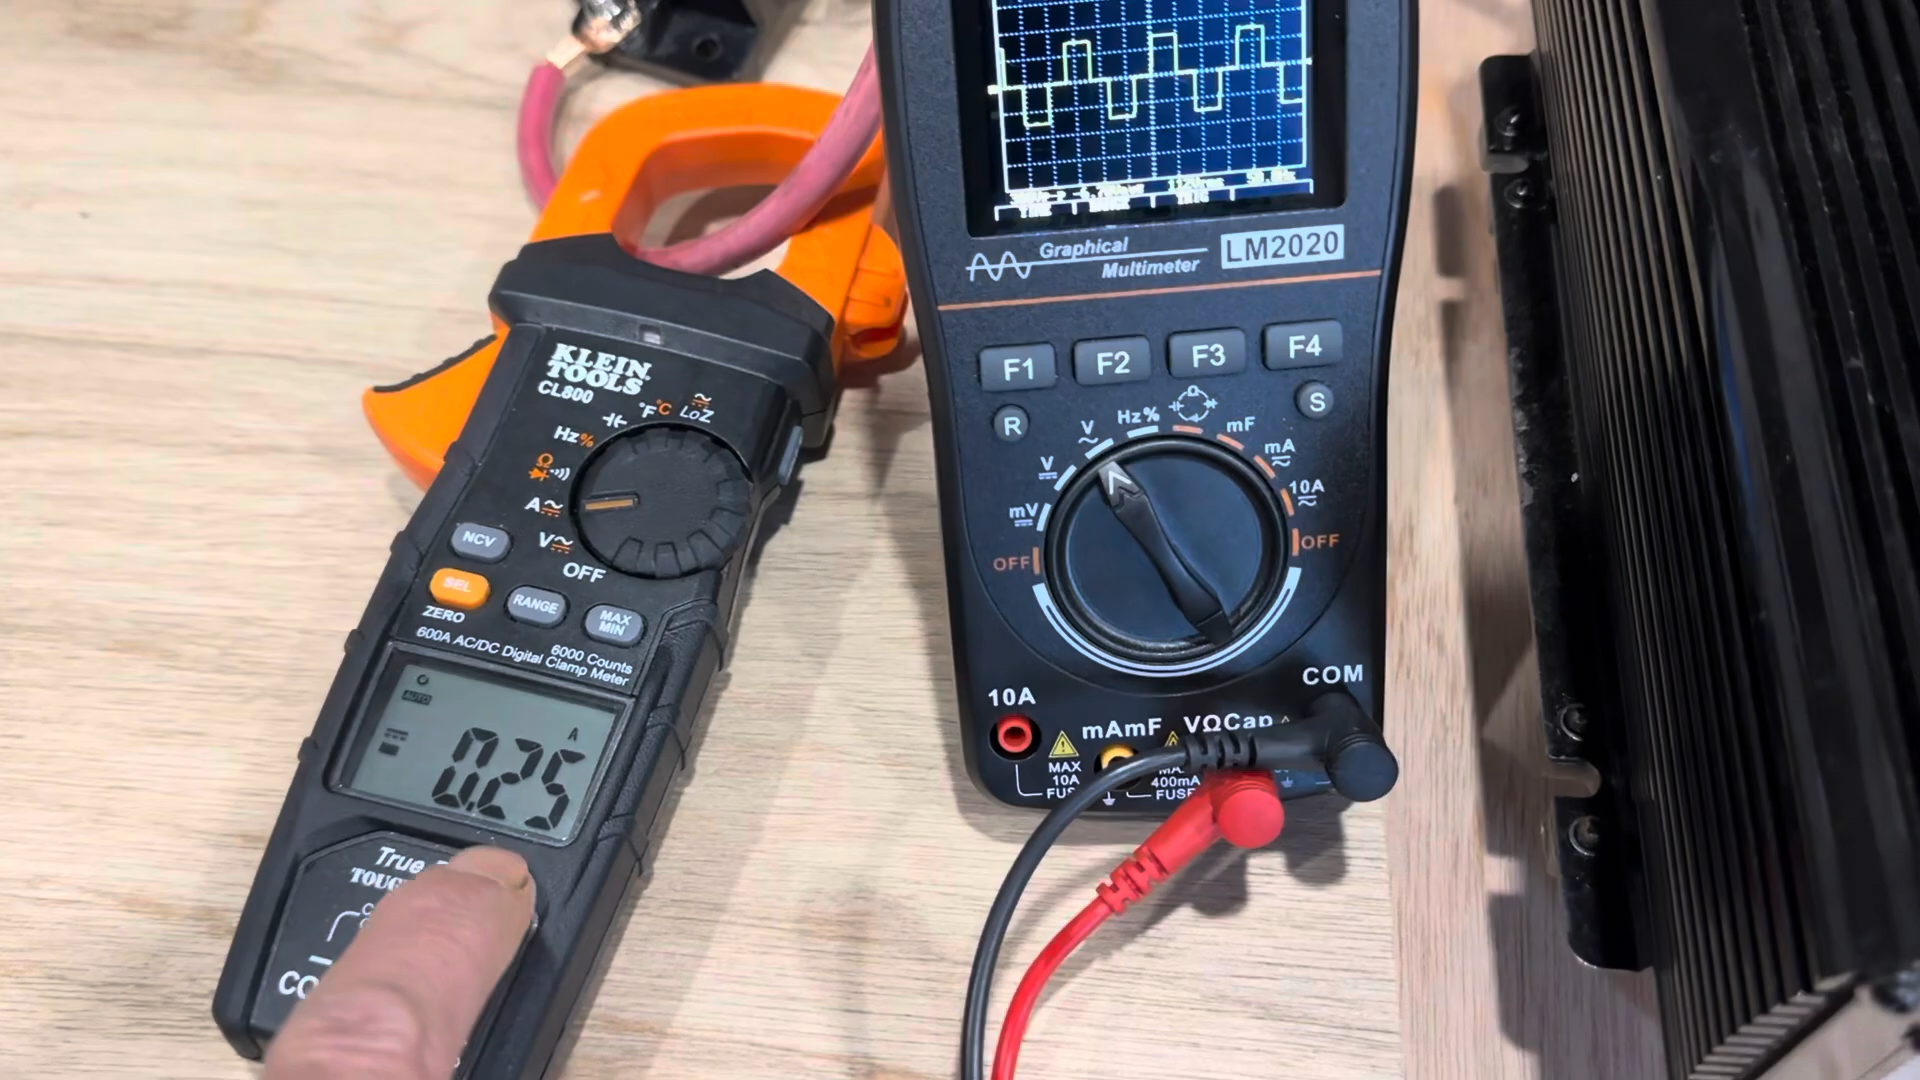 KLEIN
TOOLS
CL800
°F°C LoZ
Hz%
Ω
A
V
OFF
NCV
SEL
ZERO
RANGE
MAX
MIN
600A AC/DC Digital Clamp Meter
6000 Counts
AUTO
A
0.25
True
CO
Graphical
Multimeter
LM2020
F1
F2
F3
F4
R
S
V
Hz%
mF
V
mA
mV
10A
OFF
OFF
COM
10A
mAmF
VΩCap
MAX
10A
400mA